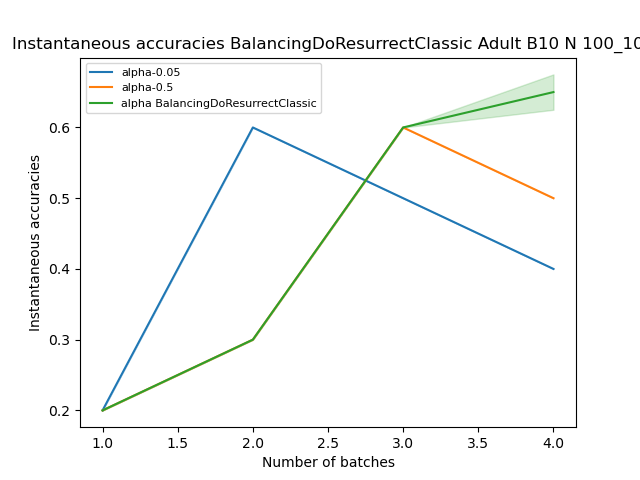 Instantaneous accuracies BalancingDoResurrectClassic Adult B10 N 100_10
alpha-0.05
alpha-0.5
alpha BalancingDoResurrectClassic
Instantaneous accuracies
0.6
0.5
0.4
0.3
0.2
1.0 1.5 2.0 2.5 3.0 3.5 4.0
Number of batches